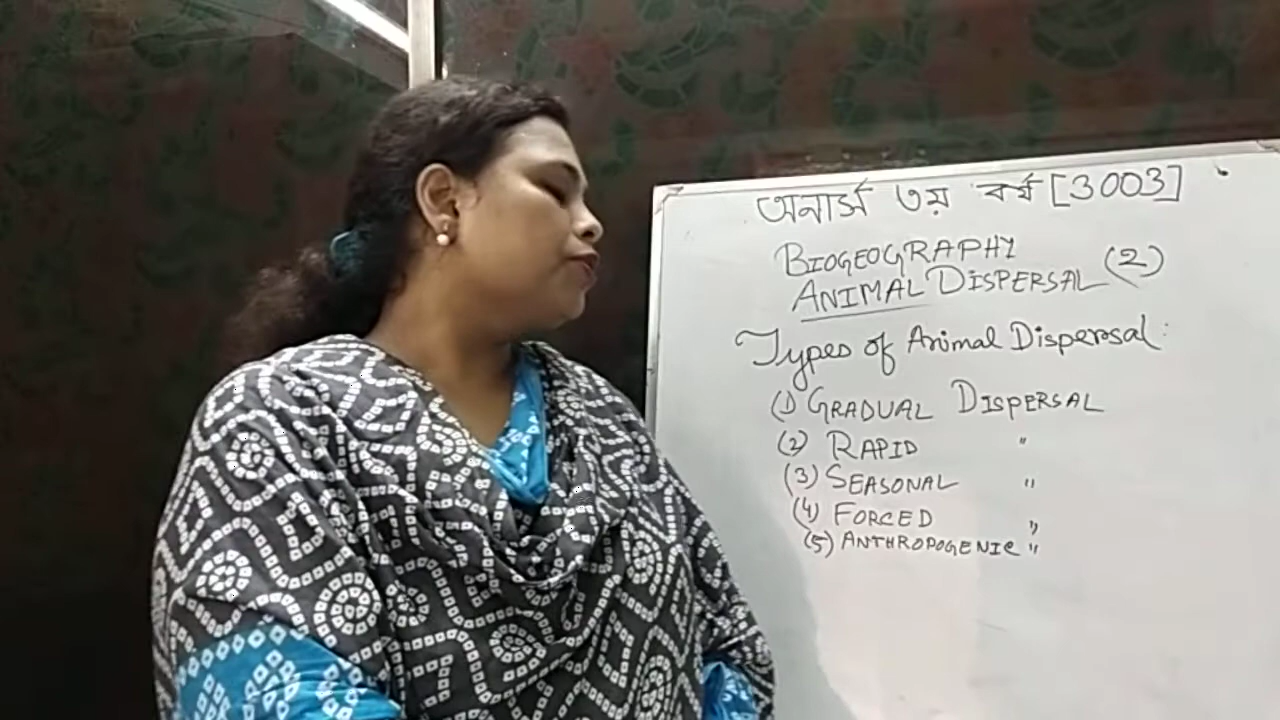 অনার্স ৩য় বর্ষ [3003]
BIOGEOGRAPHY
ANIMAL DISPERSAL (2)
Types of Animal Dispersal:
(1) GRADUAL DISPERSAL
(2) RAPID "
(3) SEASONAL "
(4) FORCED "
(5) ANTHROPOGENIC "